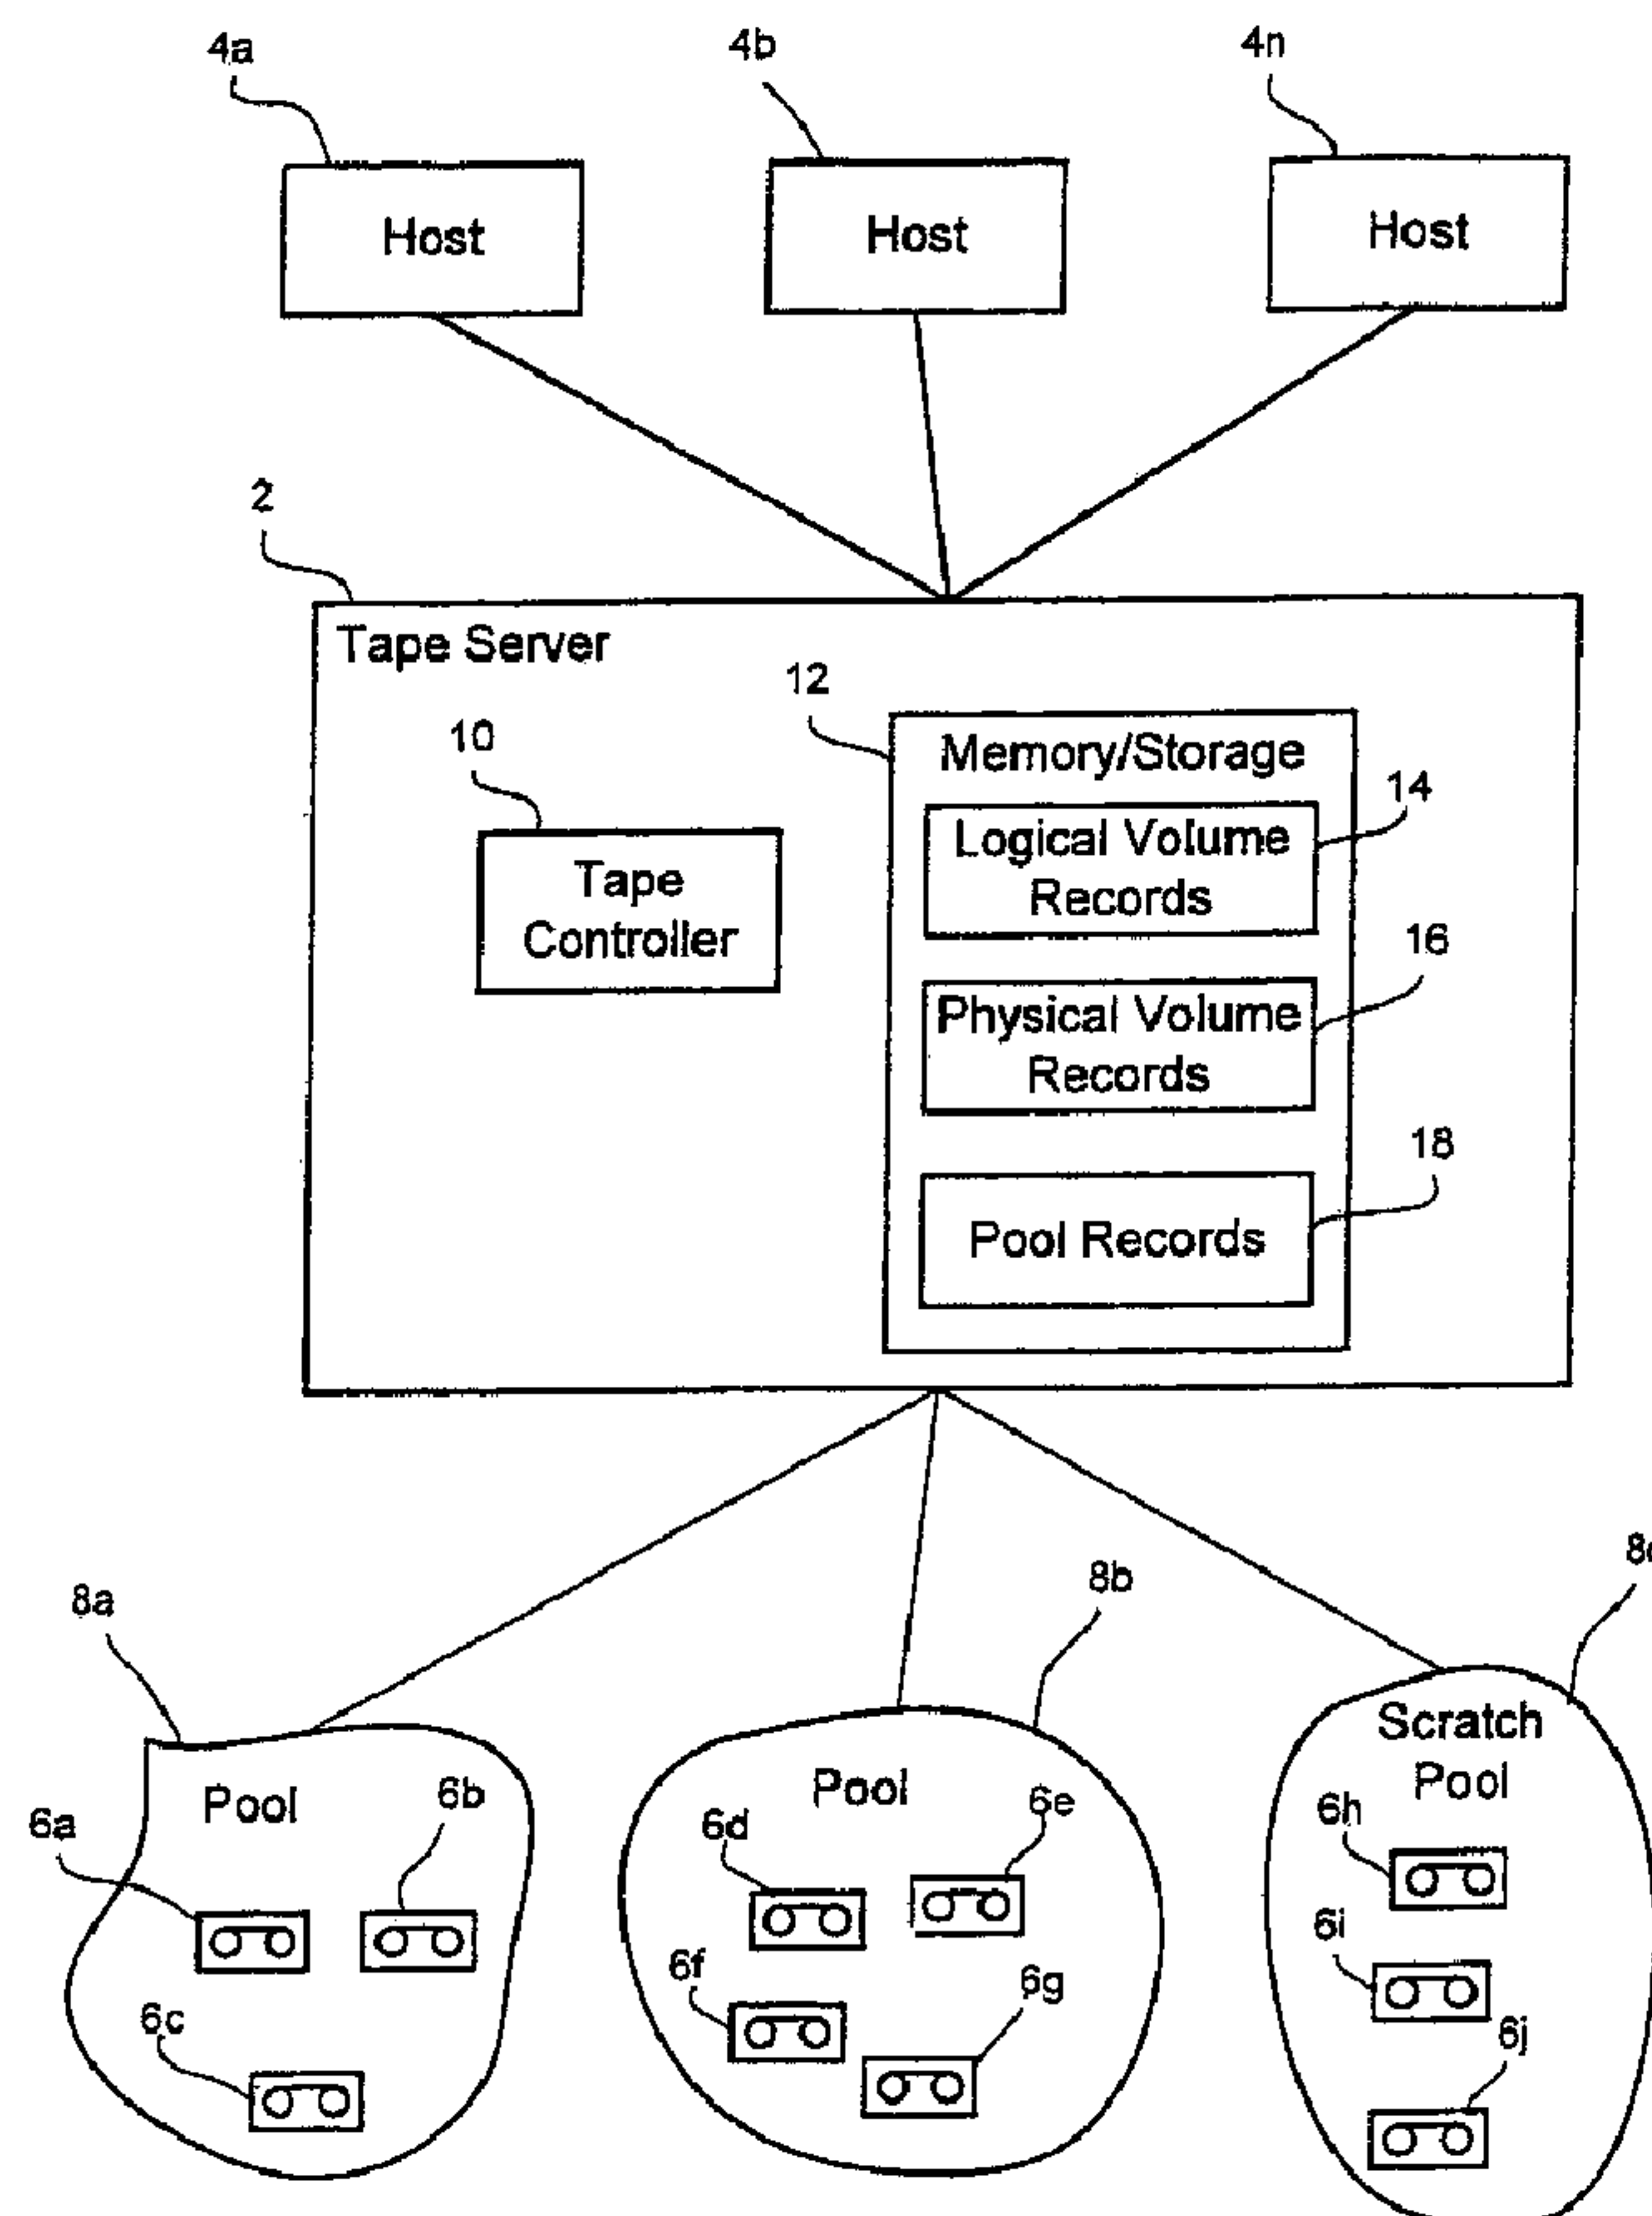 4a
4b
4n
Host
Host
Host
2
Tape Server
12
10
Memory/Storage
14
Logical Volume
Records
Tape
Controller
16
Physical Volume
Records
18
Pool Records
8a
8b
Pool
6a
6b
6c
Pool
6d
6e
6f
6g
Scratch
Pool
6h
6i
6j